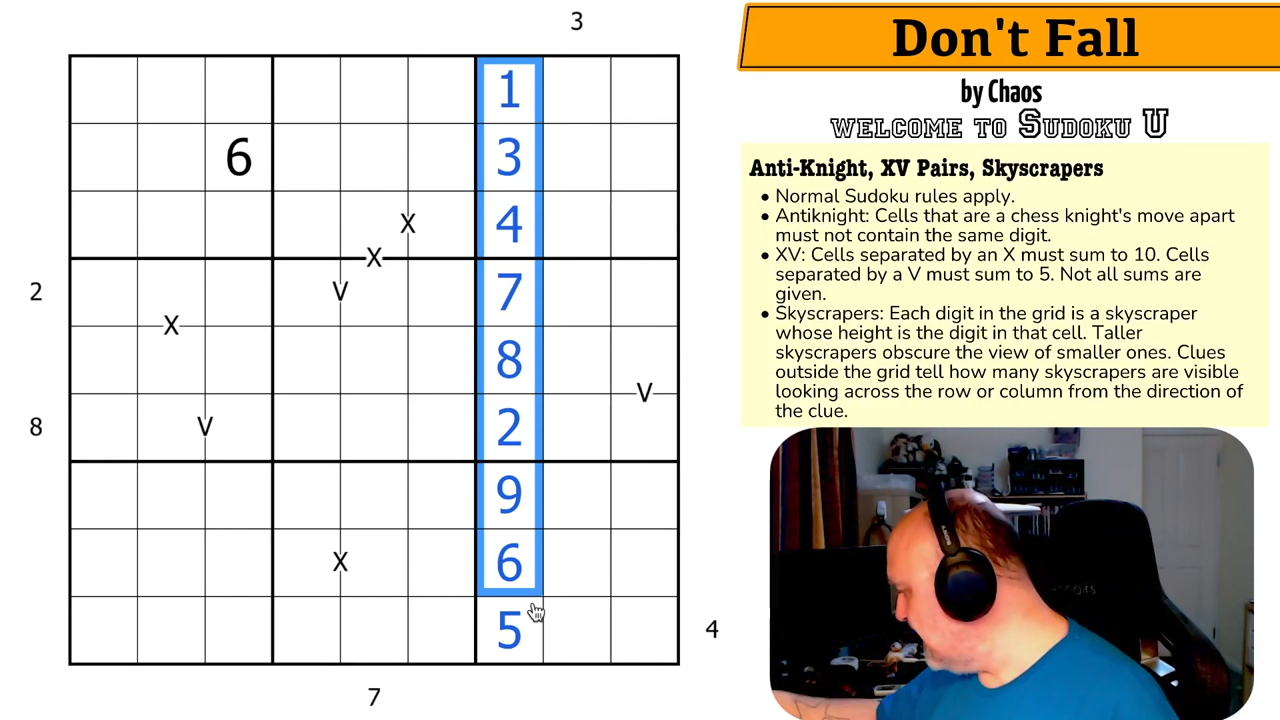 3
Don't Fall
by Chaos
WELCOME TO SUDOKU U
Anti-Knight, XV Pairs, Skyscrapers
• Normal Sudoku rules apply.
• Antiknight: Cells that are a chess knight's move apart
must not contain the same digit.
• XV: Cells separated by an X must sum to 10. Cells
separated by a V must sum to 5. Not all sums are
given.
• Skyscrapers: Each digit in the grid is a skyscraper
whose height is the digit in that cell. Taller
skyscrapers obscure the view of smaller ones. Clues
outside the grid tell how many skyscrapers are visible
looking across the row or column from the direction of
the clue.
1
6 3
X 4
X
2 V 7
X
8
V
8 V 2
9
X 6
5 4
7